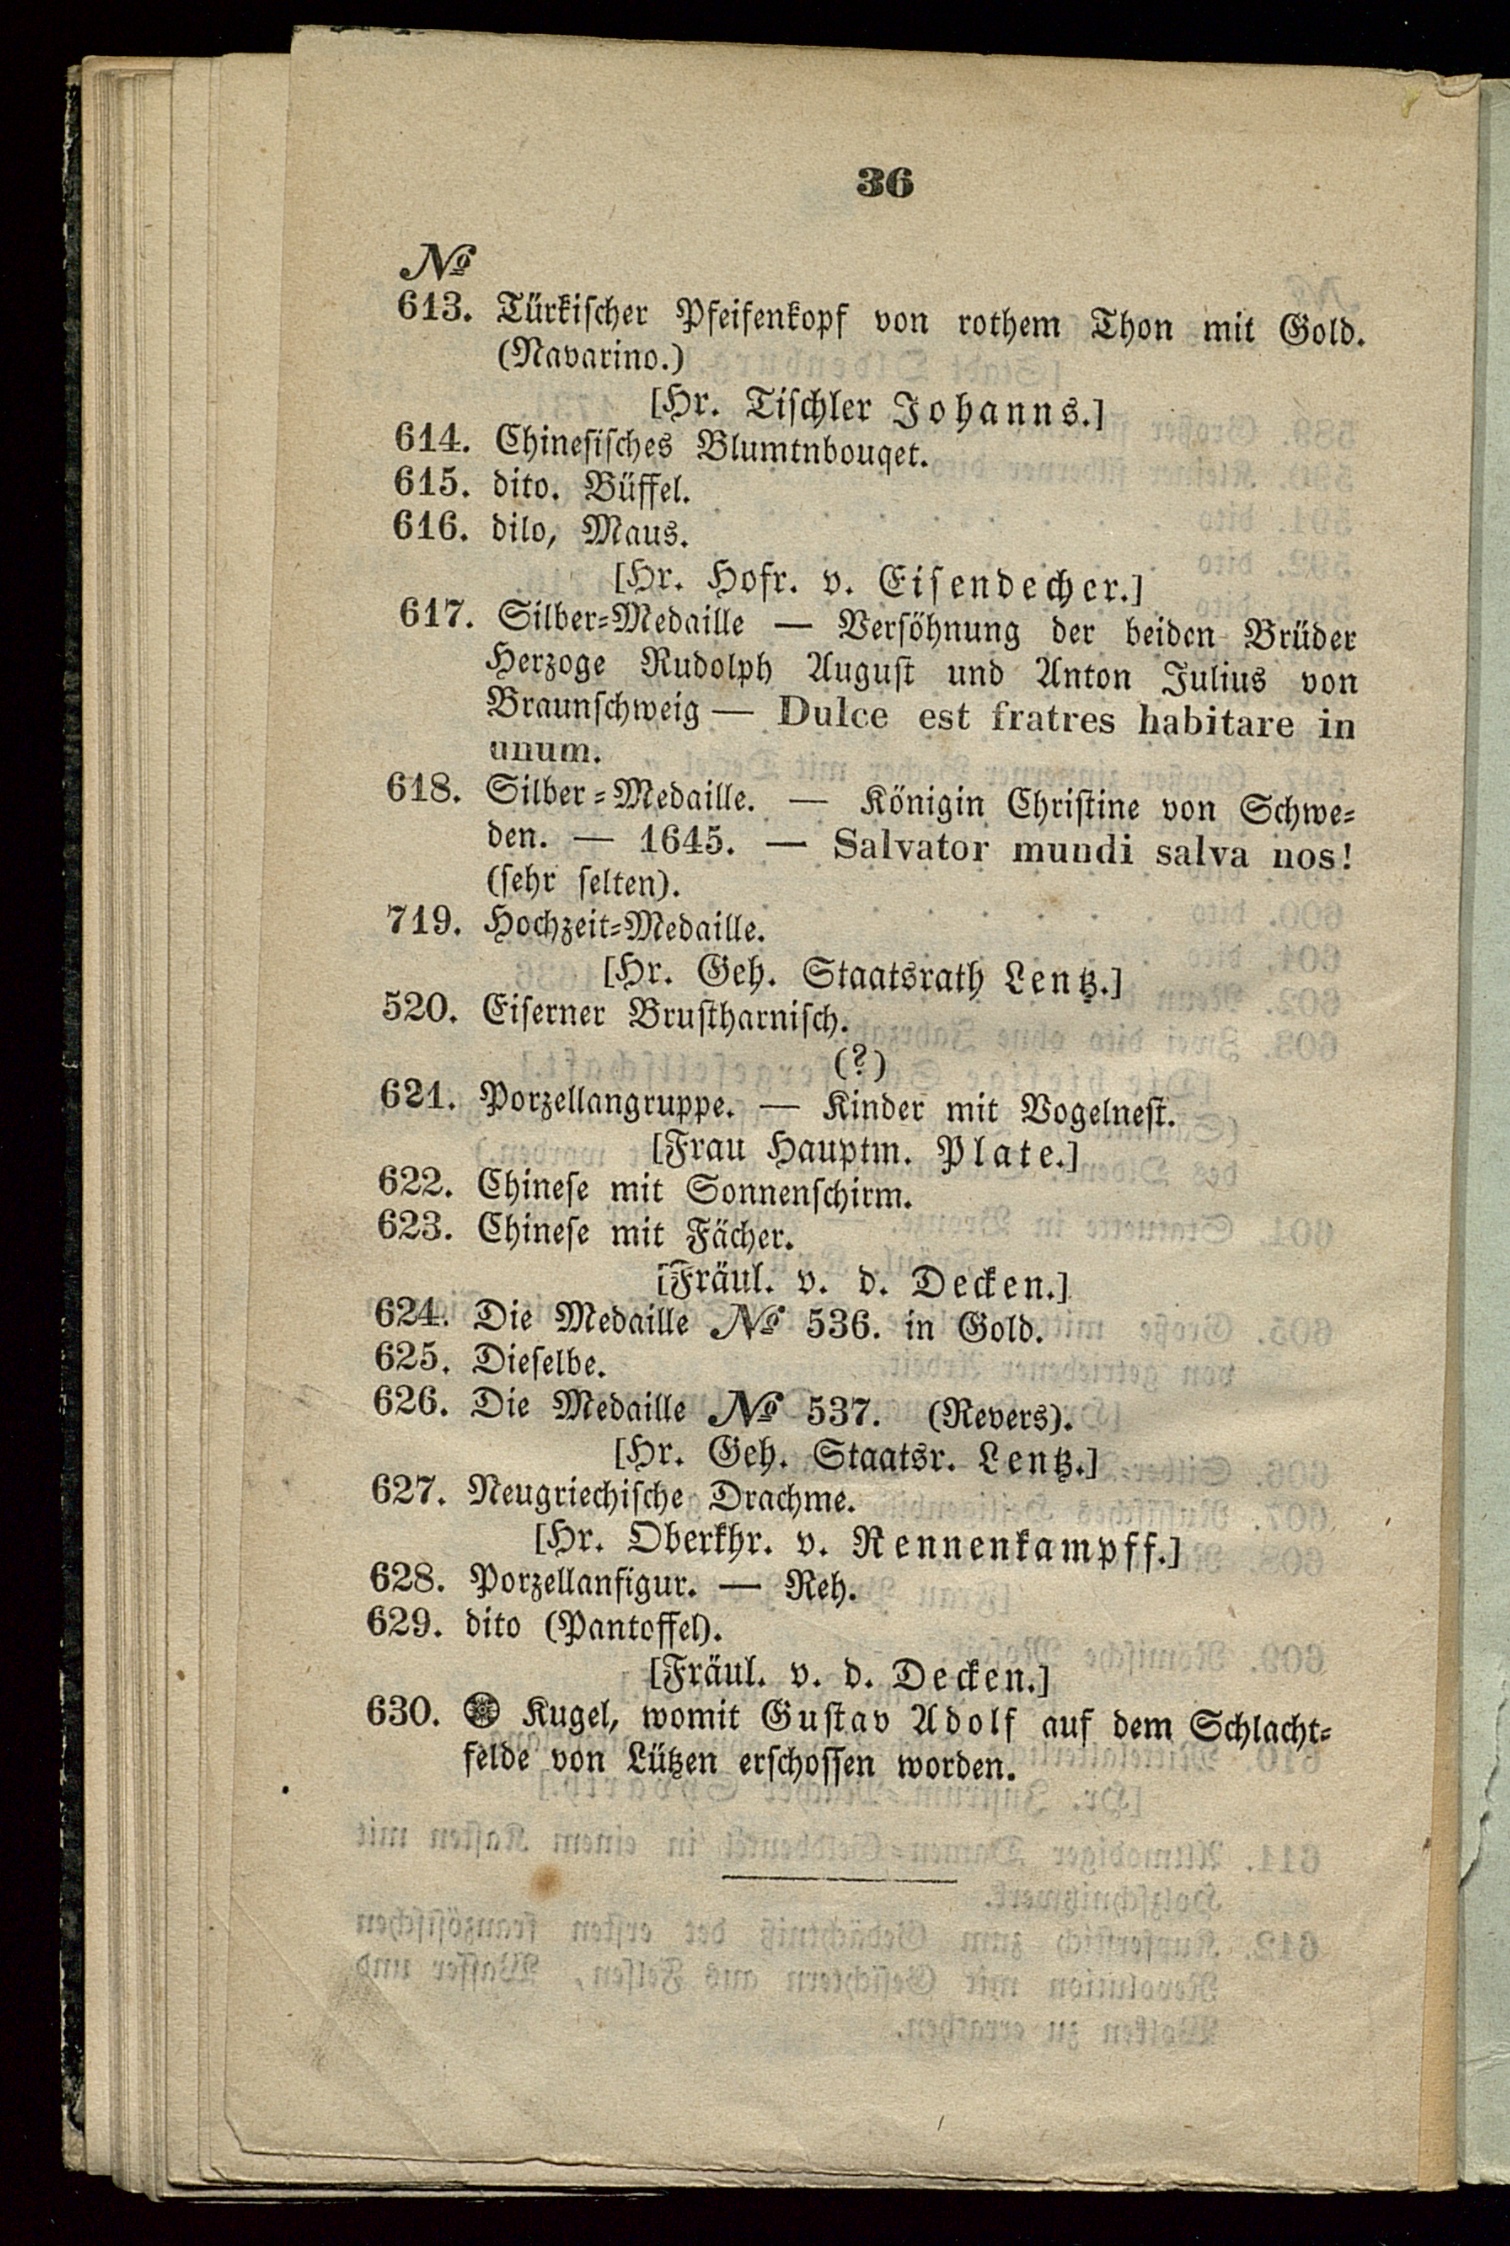 36
№
613. Türkischer Pfeifenkopf von rothem Thon mit Gold.
(Navarino.)
[Hr. Tischler Johanns.]
614. Chinesisches Blumtnbouqet.
615. dito. Büffel.
616. dilo, Maus.
[Hr. Hofr. v. Eisendecher.]
617. Silber=Medaille — Versöhnung der beiden Brüder
Herzoge Rudolph August und Anton Julius von
Braunschweig — Dulce est fratres habitare in
unum.
618. Silber=Medaille. — Königin Christine von Schwe=
den. — 1645. — Salvator mundi salva nos!
(sehr selten).
719. Hochzeit=Medaille.
[Hr. Geh. Staatsrath Lentz.]
520. Eiserner Brustharnisch.
(?)
621. Porzellangruppe. — Kinder mit Vogelnest.
[Frau Hauptm. Plate.]
622. Chinese mit Sonnenschirm.
623. Chinese mit Fächer.
[Fräul. v. d. Decken.]
624. Die Medaille № 536. in Gold.
625. Dieselbe.
626. Die Medaille № 537. (Revers).
[Hr. Geh. Staatsr. Lentz.]
627. Neugriechische Drachme.
[Hr. Oberkhr. v. Rennenkampff.]
628. Porzellanfigur. — Reh.
629. dito (Pantoffel).
[Fräul. v. d. Decken.]
630. Kugel, womit Gustav Adolf auf dem Schlacht=
felde von Lützen erschossen worden.